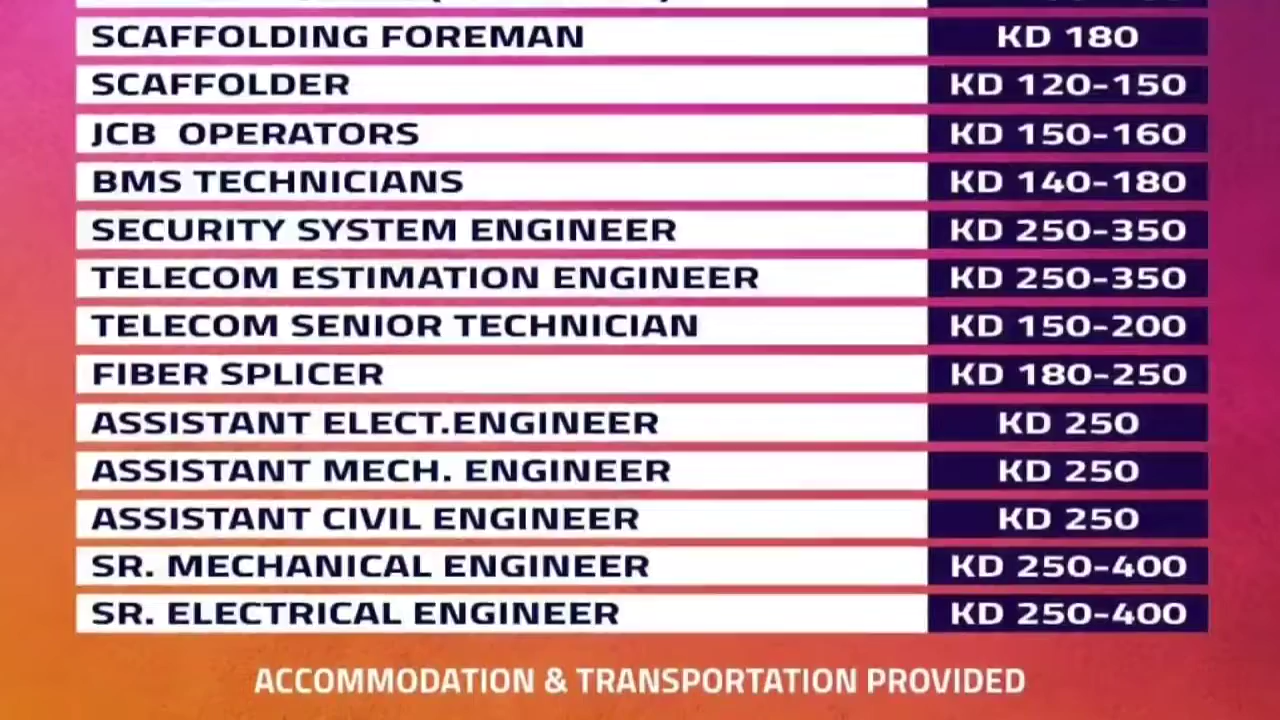 SCAFFOLDING FOREMAN KD 180
SCAFFOLDER KD 120-150
JCB OPERATORS KD 150-160
BMS TECHNICIANS KD 140-180
SECURITY SYSTEM ENGINEER KD 250-350
TELECOM ESTIMATION ENGINEER KD 250-350
TELECOM SENIOR TECHNICIAN KD 150-200
FIBER SPLICER KD 180-250
ASSISTANT ELECT.ENGINEER KD 250
ASSISTANT MECH. ENGINEER KD 250
ASSISTANT CIVIL ENGINEER KD 250
SR. MECHANICAL ENGINEER KD 250-400
SR. ELECTRICAL ENGINEER KD 250-400
ACCOMMODATION & TRANSPORTATION PROVIDED